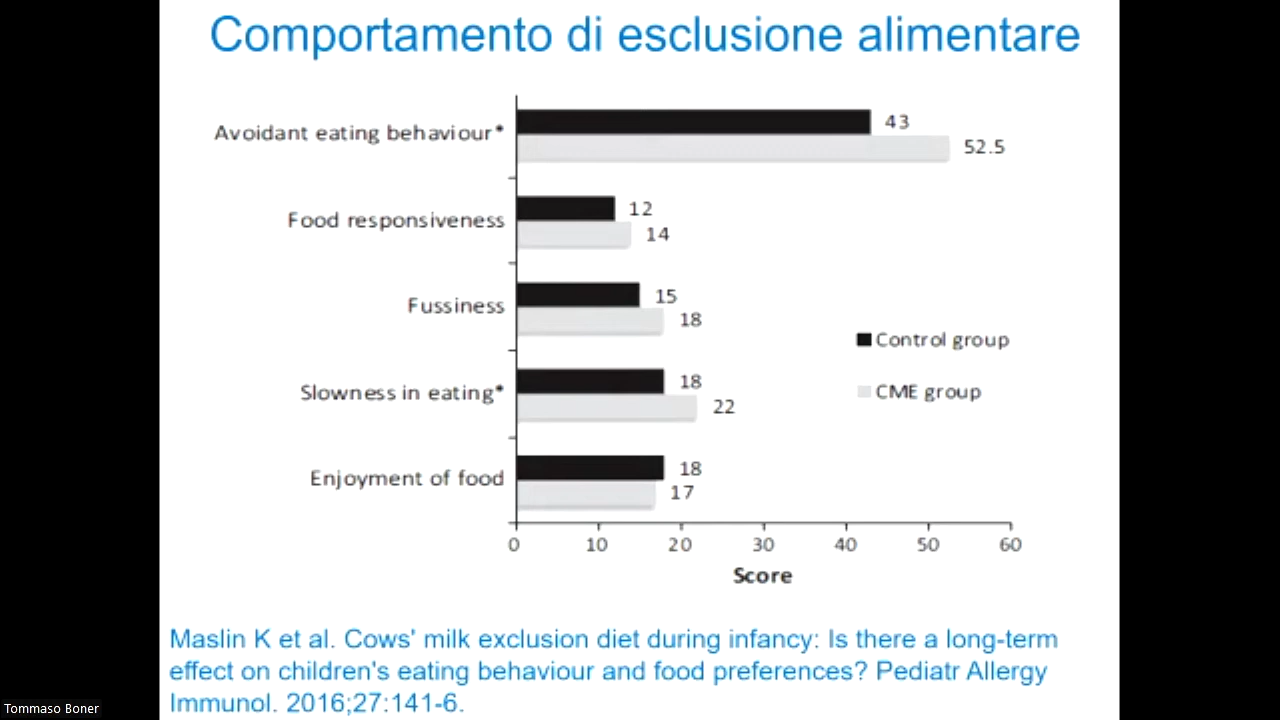 Comportamento di esclusione alimentare
Avoidant eating behaviour*
43
52.5
Food responsiveness
12
14
Fussiness
15
18
Slowness in eating*
18
22
Enjoyment of food
18
17
Control group
CME group
0 10 20 30 40 50 60
Score
Maslin K et al. Cows' milk exclusion diet during infancy: Is there a long-term
effect on children's eating behaviour and food preferences? Pediatr Allergy
Immunol. 2016;27:141-6.
Tommaso Boner